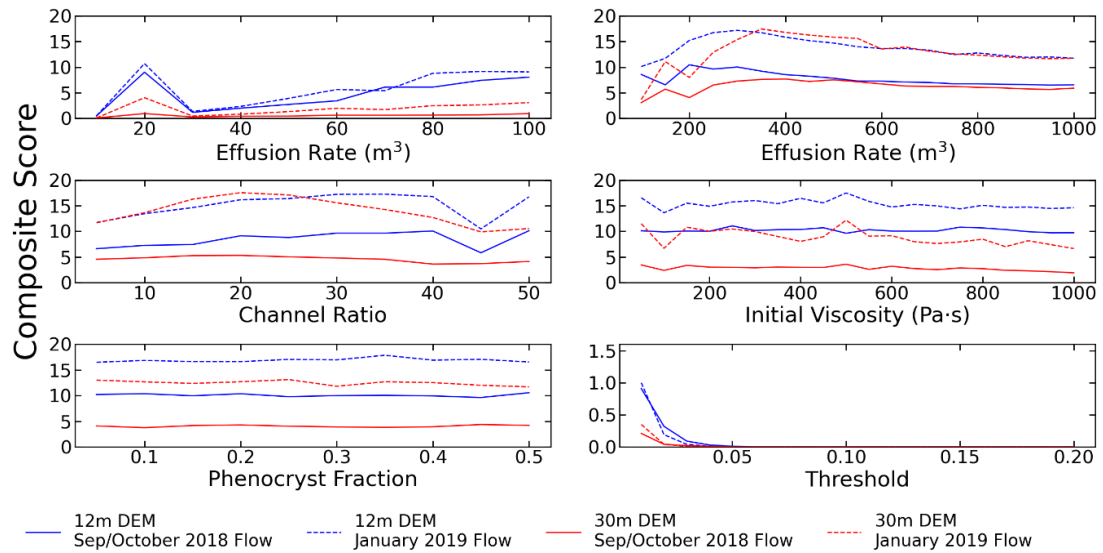 Composite Score
20
15
10
5
0
20 40 60 80 100
Effusion Rate (m³)
20
15
10
5
0
200 400 600 800 1000
Effusion Rate (m³)
20
15
10
5
0
10 20 30 40 50
Channel Ratio
20
15
10
5
0
200 400 600 800 1000
Initial Viscosity (Pa·s)
20
15
10
5
0
0.1 0.2 0.3 0.4 0.5
Phenocryst Fraction
1.5
1.0
0.5
0.0
0.05 0.10 0.15 0.20
Threshold
12m DEM
Sep/October 2018 Flow
12m DEM
January 2019 Flow
30m DEM
Sep/October 2018 Flow
30m DEM
January 2019 Flow